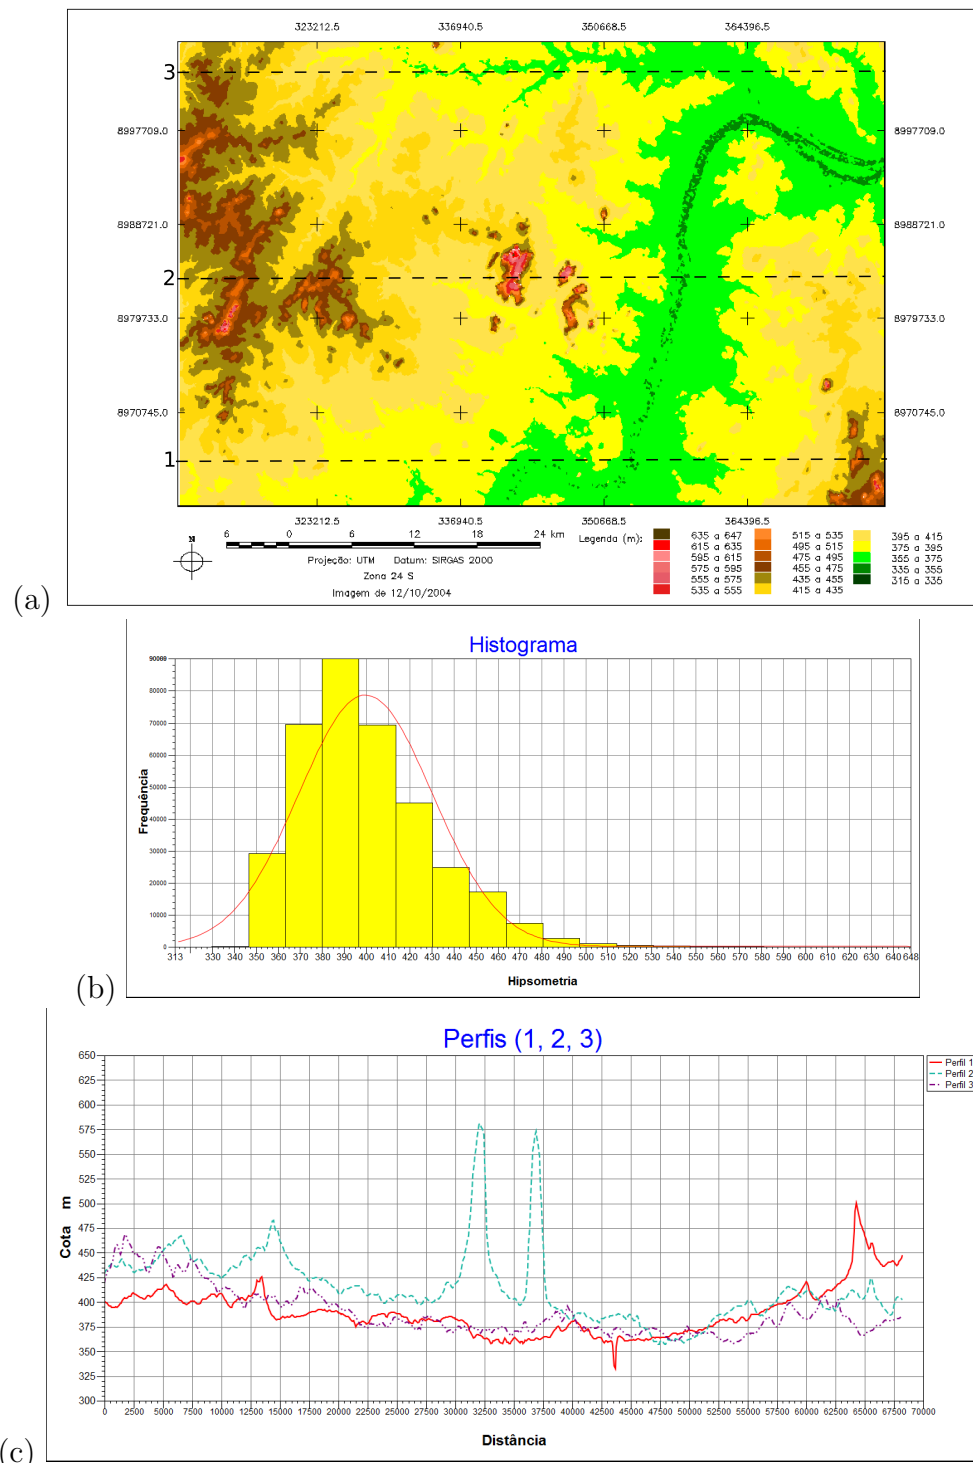 323212.5 336940.5 350668.5 364396.5
3
8997709.0 8997709.0
8988721.0 8988721.0
2
8979733.0 8979733.0
8970745.0 8970745.0
1
323212.5 336940.5 350668.5 364396.5
N
6 0 6 12 18 24 km
Projeção: UTM Datum: SIRGAS 2000
Zona 24 S
Imagem de 12/10/2004
Legenda (m):
635 a 647 515 a 535 395 a 415
615 a 635 495 a 515 375 a 395
595 a 615 475 a 495 355 a 375
575 a 595 455 a 475 335 a 355
555 a 575 435 a 455 315 a 335
535 a 555 415 a 435
(a)
Histograma
80000
70000
60000
50000
40000
30000
20000
10000
0
Frequência
313 330 340 350 360 370 380 390 400 410 420 430 440 450 460 470 480 490 500 510 520 530 540 550 560 570 580 590 600 610 620 630 640 648
Hipsometria
(b)
Perfis (1, 2, 3)
Perfil 1
Perfil 2
Perfil 3
650
625
600
575
550
525
500
475
450
425
400
375
350
325
300
Cota m
0 2500 5000 7500 10000 12500 15000 17500 20000 22500 25000 27500 30000 32500 35000 37500 40000 42500 45000 47500 50000 52500 55000 57500 60000 62500 65000 67500 70000
Distância
(c)